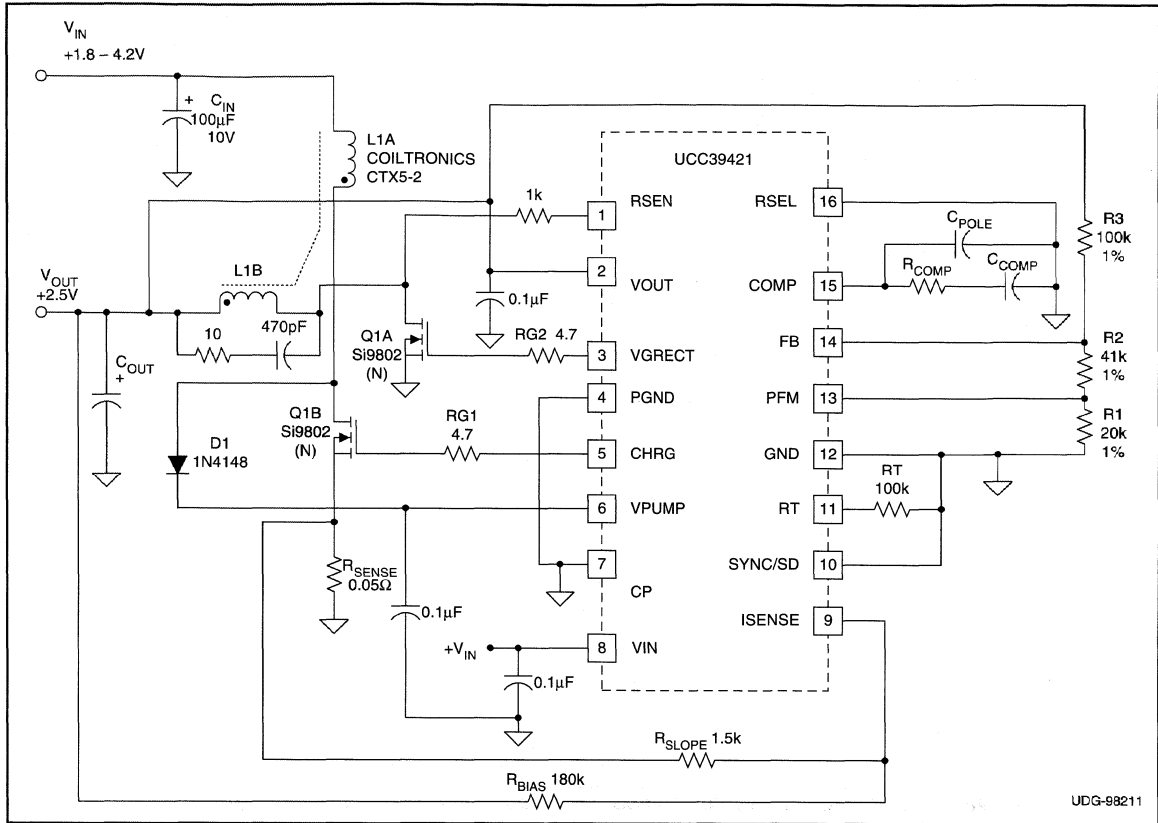 V_IN
+1.8 – 4.2V
+
C_IN
100µF
10V
L1A
COILTRONICS
CTX5-2
UCC39421
1k
1
RSEN
RSEL
16
R3
100k
1%
C_POLE
2
VOUT
COMP
15
R_COMP
C_COMP
V_OUT
+2.5V
L1B
0.1µF
10
470pF
Q1A
Si9802
(N)
RG2 4.7
3
VGRECT
FB
14
R2
41k
1%
C_OUT
+
4
PGND
PFM
13
Q1B
Si9802
(N)
RG1
4.7
5
CHRG
GND
12
R1
20k
1%
D1
1N4148
RT
100k
6
VPUMP
RT
11
R_SENSE
0.05Ω
7
CP
SYNC/SD
10
0.1µF
ISENSE
9
+V_IN
8
VIN
0.1µF
R_SLOPE 1.5k
R_BIAS 180k
UDG-98211